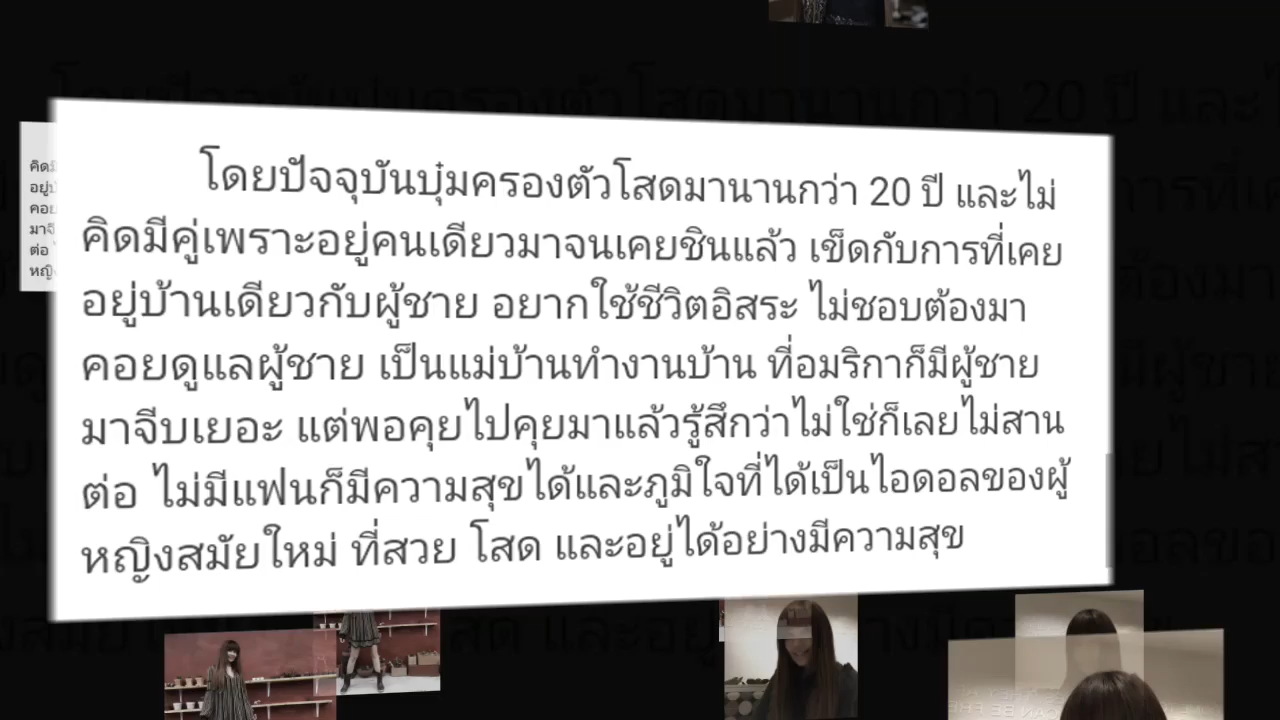 โดยปัจจุบันบุ๋มครองตัวโสดมานานกว่า 20 ปี และไม่
คิดมีคู่เพราะอยู่คนเดียวมาจนเคยชินแล้ว เข็ดกับการที่เคย
อยู่บ้านเดียวกับผู้ชาย อยากใช้ชีวิตอิสระ ไม่ชอบต้องมา
คอยดูแลผู้ชาย เป็นแม่บ้านทำงานบ้าน ที่อมริกาก็มีผู้ชาย
มาจีบเยอะ แต่พอคุยไปคุยมาแล้วรู้สึกว่าไม่ใช่ก็เลยไม่สาน
ต่อ ไม่มีแฟนก็มีความสุขได้และภูมิใจที่ได้เป็นไอดอลของผู้
หญิงสมัยใหม่ ที่สวย โสด และอยู่ได้อย่างมีความสุข